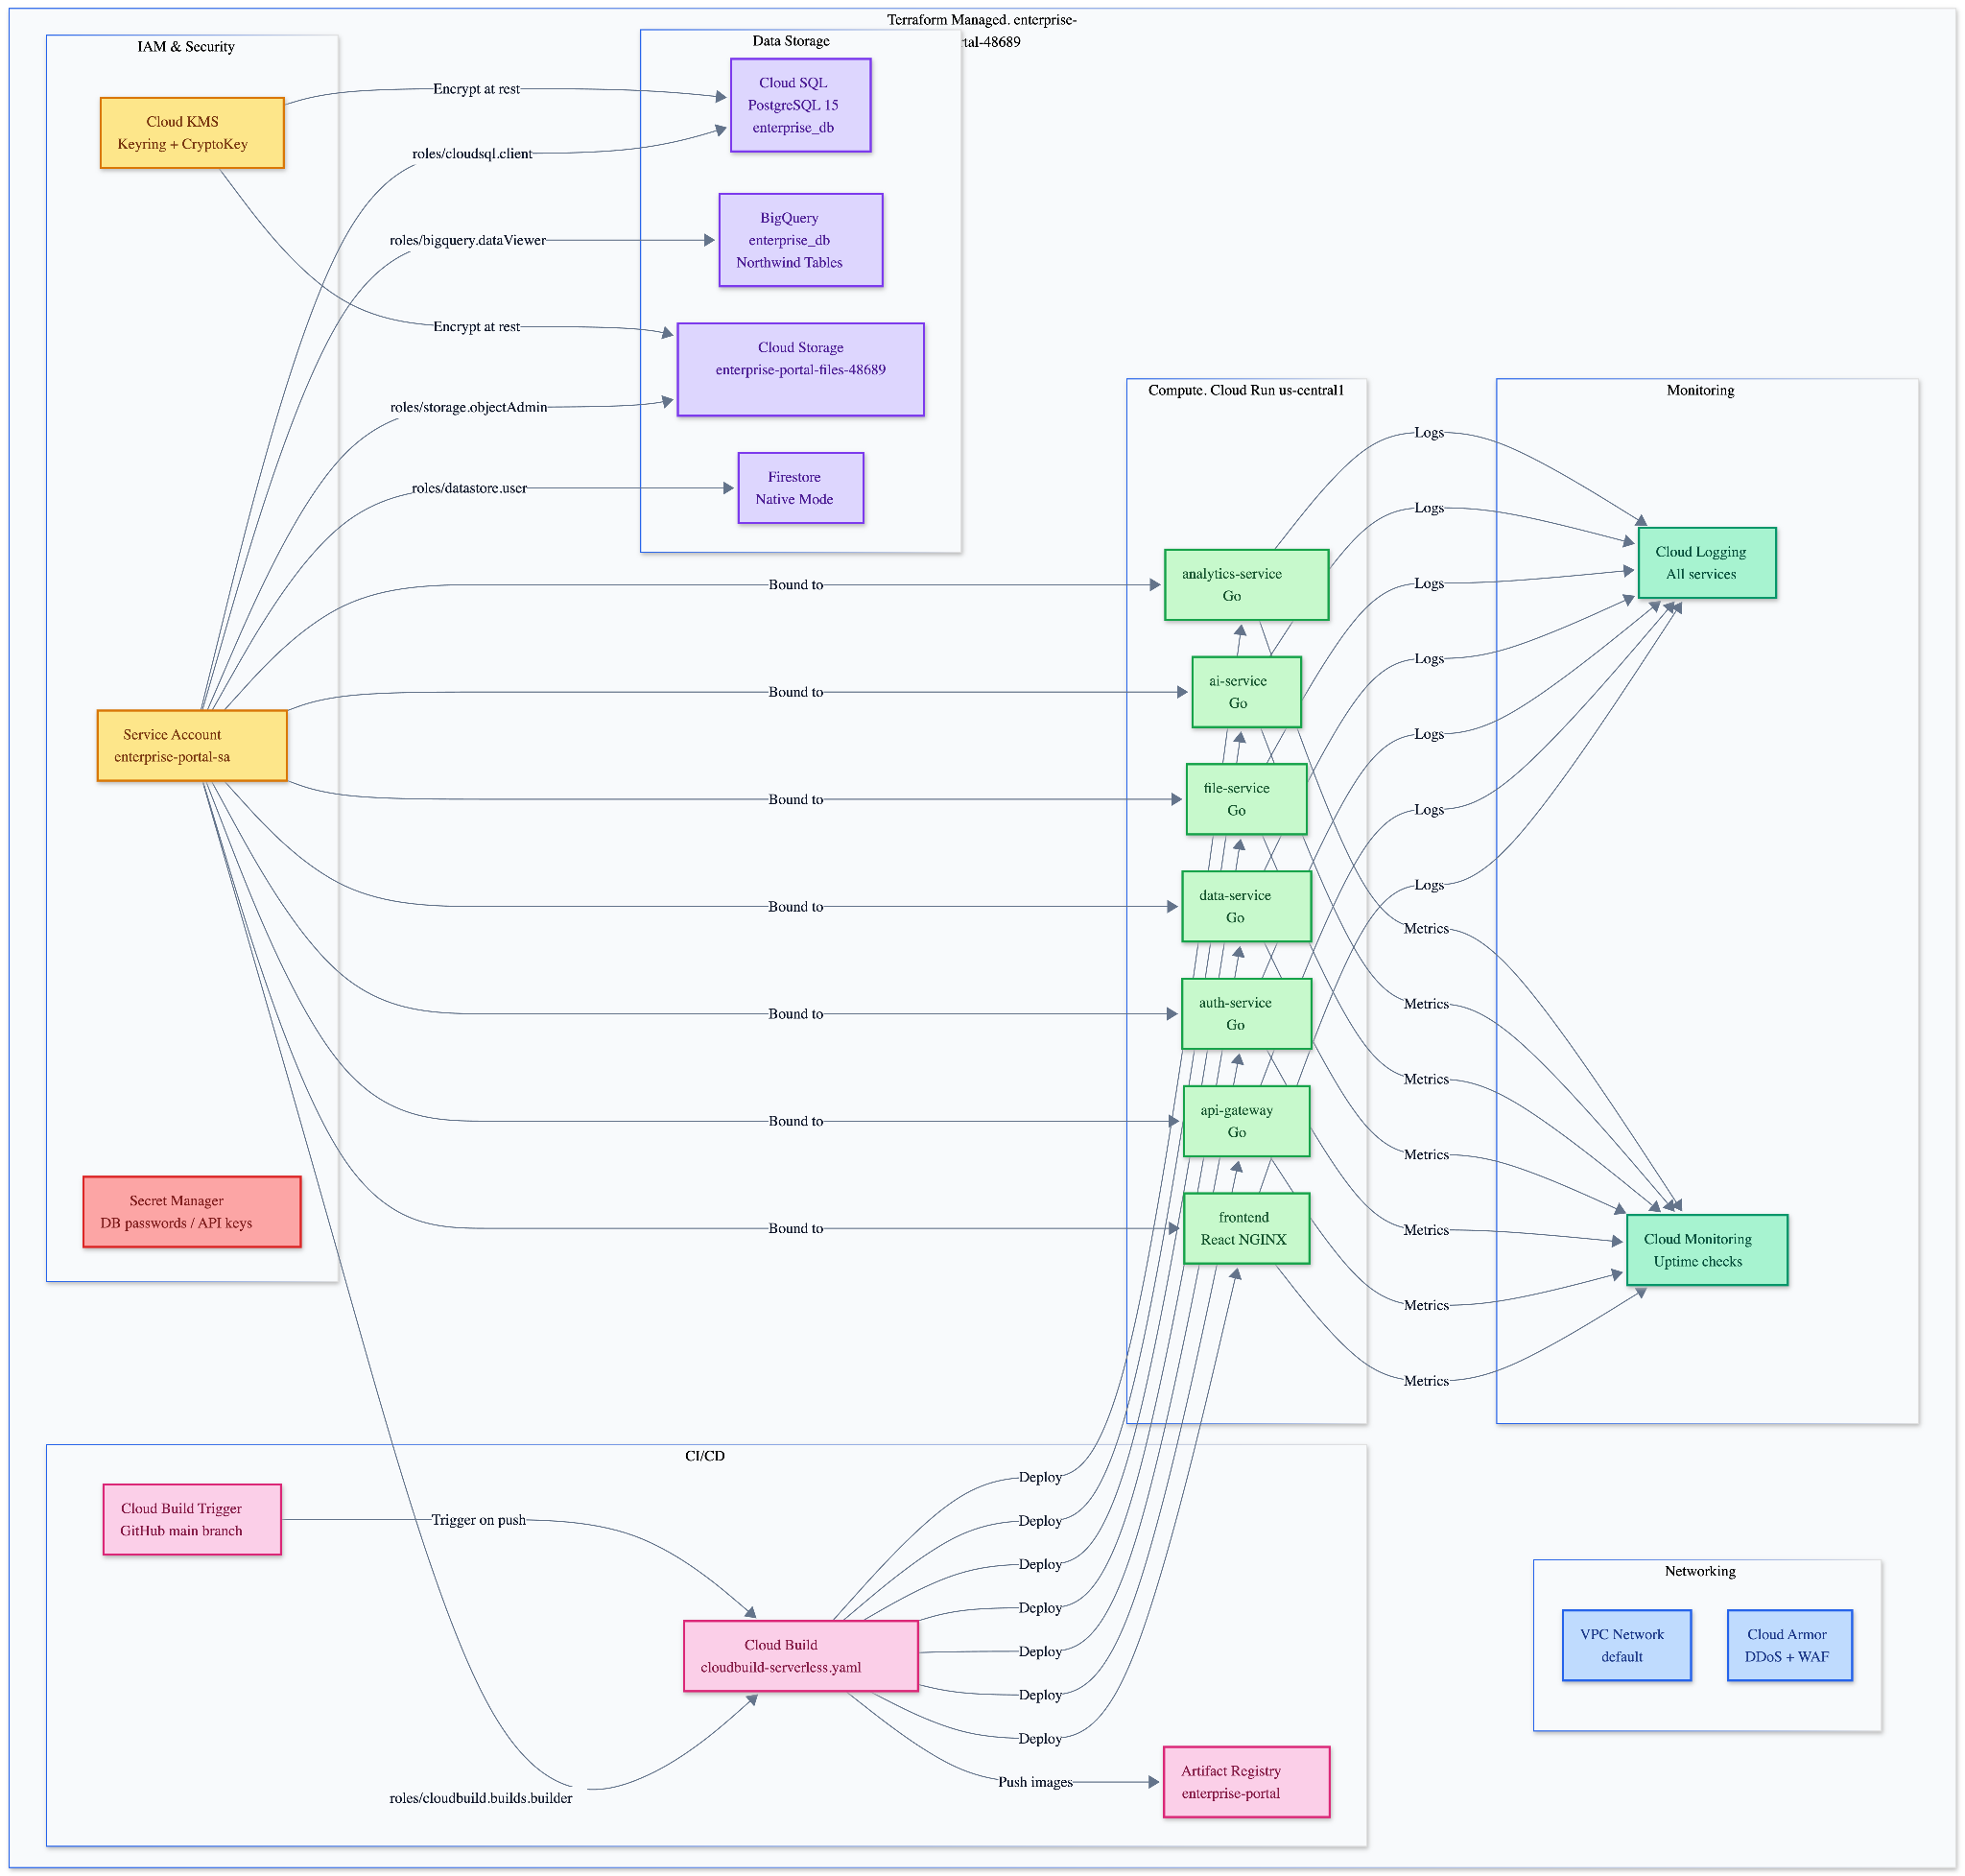 Terraform Managed. enterprise-
rtal-48689
IAM & Security
Cloud KMS
Keyring + CryptoKey
Service Account
enterprise-portal-sa
Secret Manager
DB passwords / API keys
Encrypt at rest
roles/cloudsql.client
roles/bigquery.dataViewer
Encrypt at rest
roles/storage.objectAdmin
roles/datastore.user
Data Storage
Cloud SQL
PostgreSQL 15
enterprise_db
BigQuery
enterprise_db
Northwind Tables
Cloud Storage
enterprise-portal-files-48689
Firestore
Native Mode
Bound to
Bound to
Bound to
Bound to
Bound to
Bound to
Bound to
Compute. Cloud Run us-central1
analytics-service
Go
ai-service
Go
file-service
Go
data-service
Go
auth-service
Go
api-gateway
Go
frontend
React NGINX
Logs
Logs
Logs
Logs
Logs
Logs
Logs
Metrics
Metrics
Metrics
Metrics
Metrics
Metrics
Metrics
Monitoring
Cloud Logging
All services
Cloud Monitoring
Uptime checks
CI/CD
Cloud Build Trigger
GitHub main branch
Trigger on push
Cloud Build
cloudbuild-serverless.yaml
roles/cloudbuild.builds.builder
Deploy
Deploy
Deploy
Deploy
Deploy
Deploy
Deploy
Push images
Artifact Registry
enterprise-portal
Networking
VPC Network
default
Cloud Armor
DDoS + WAF